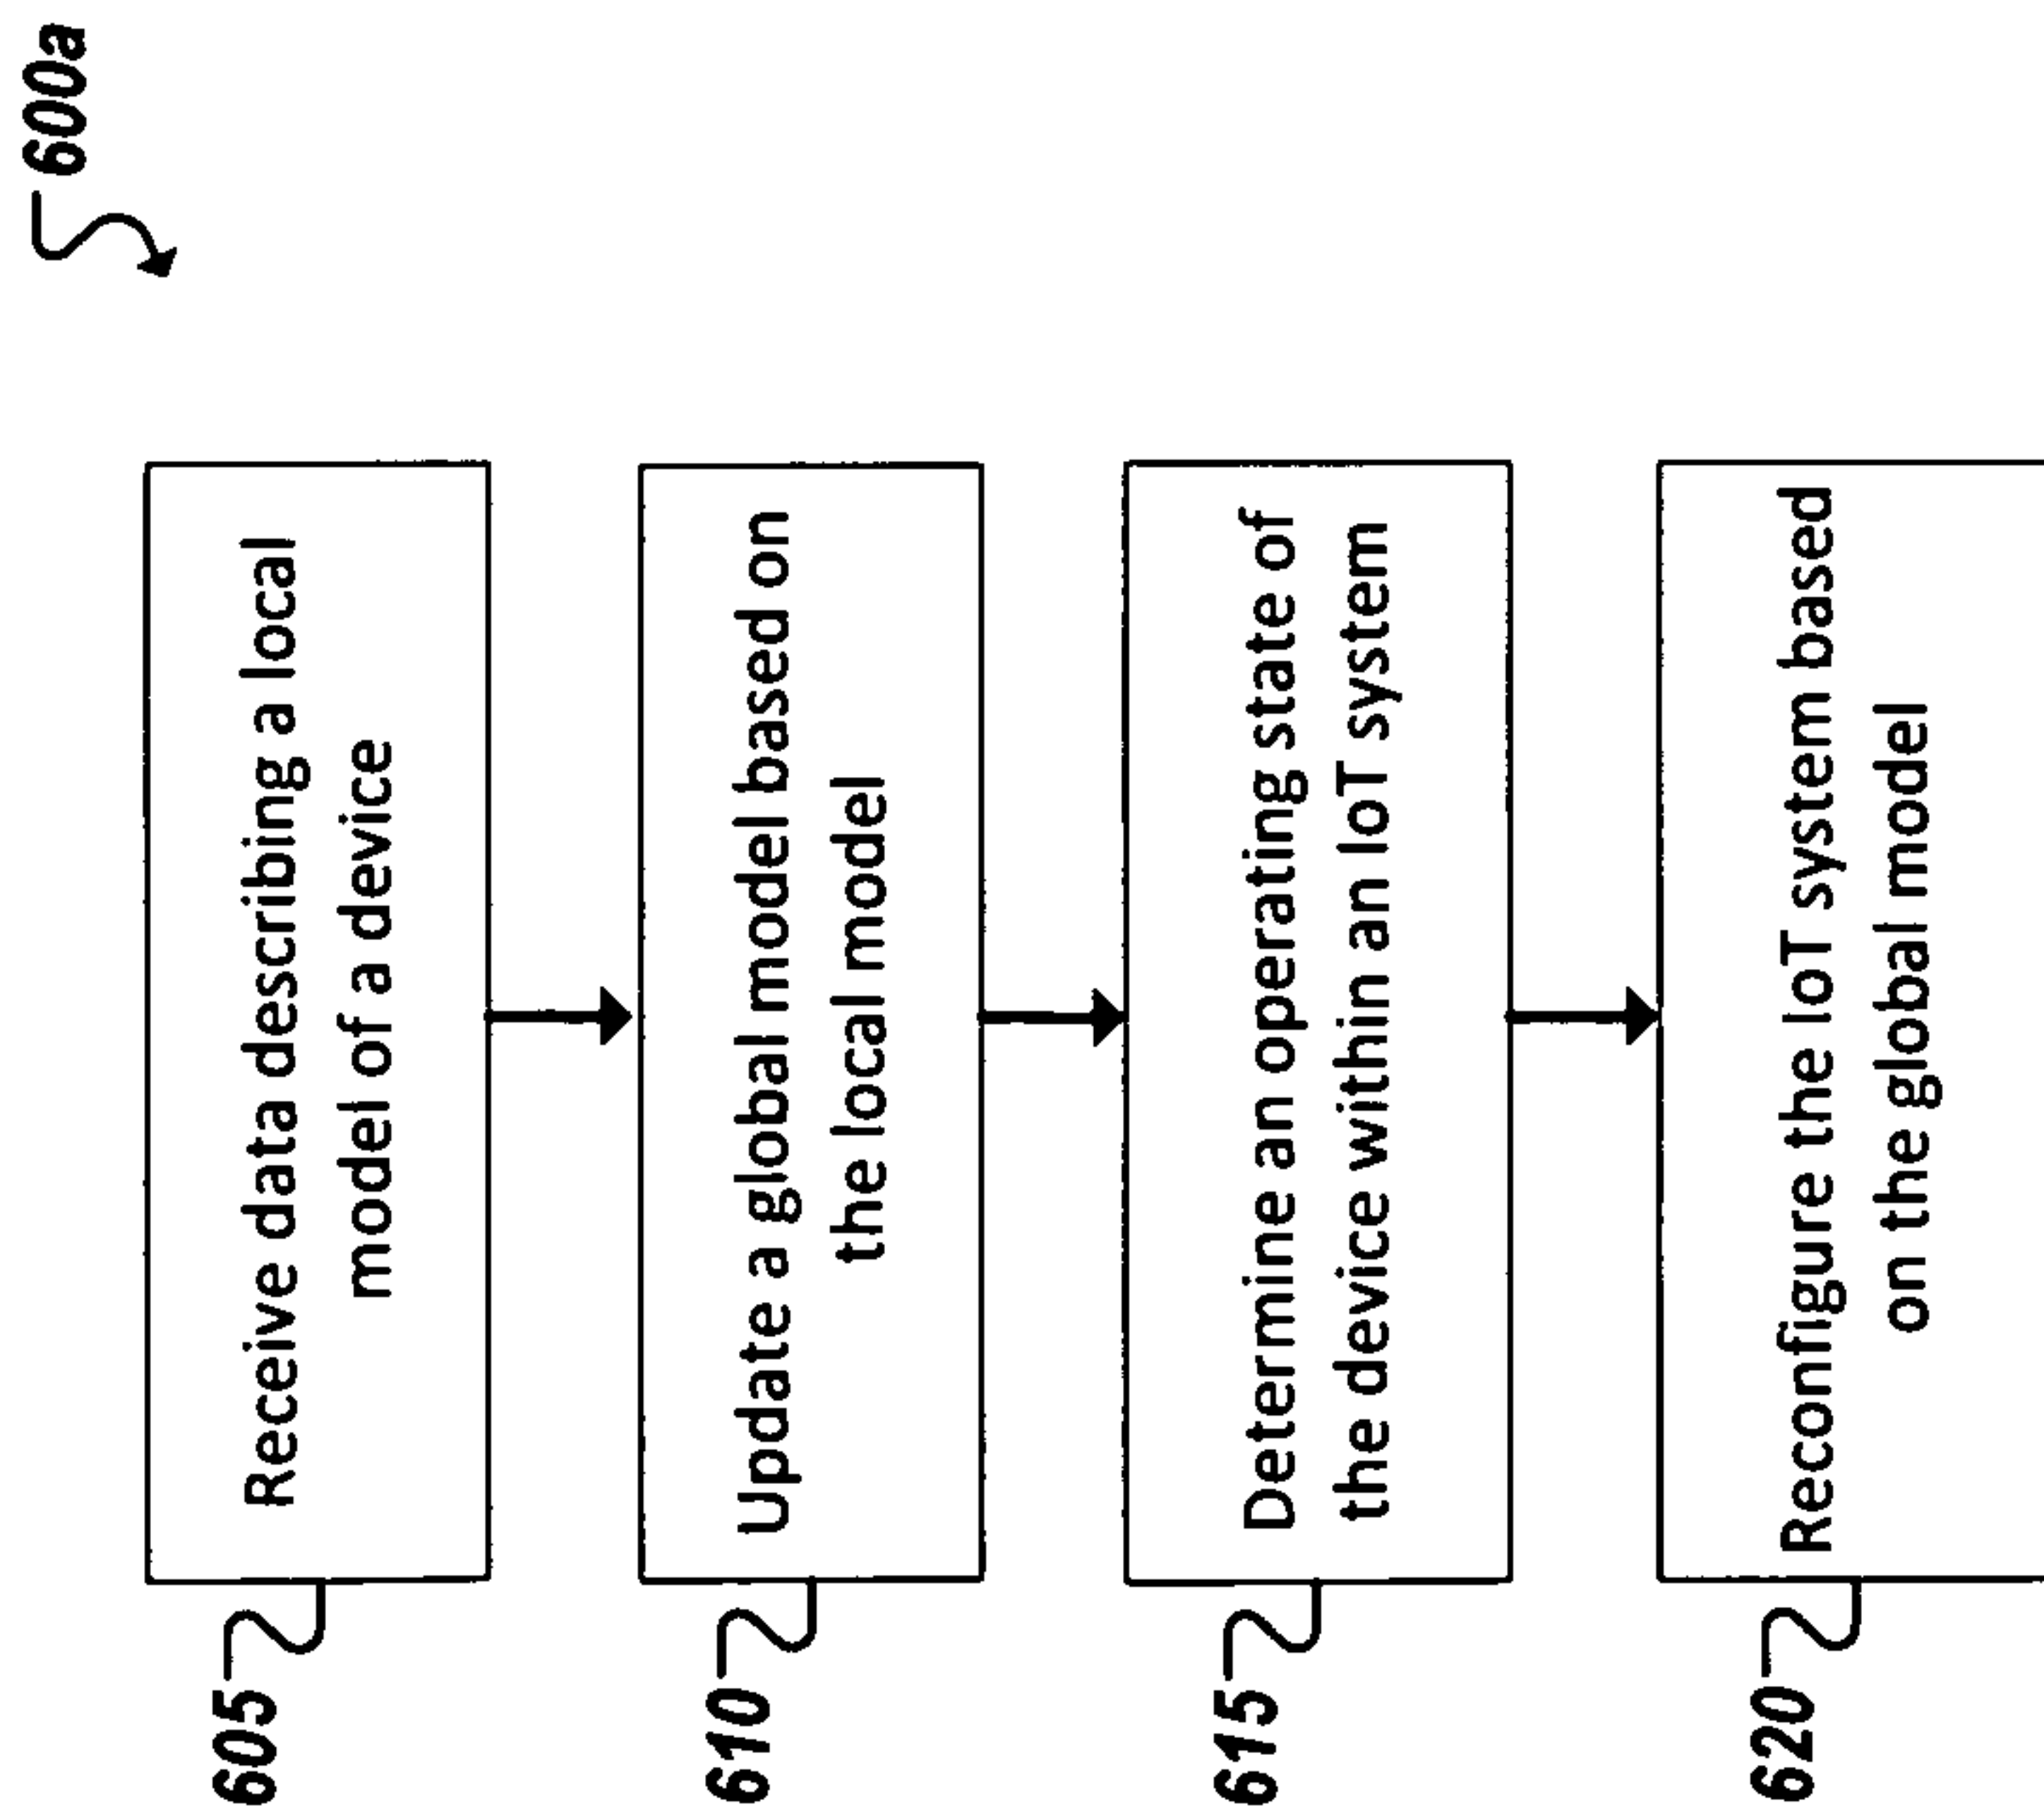 600a
605
Receive data describing a local
model of a device
610
Update a global model based on
the local model
615
Determine an operating state of
the device within an IoT system
620
Reconfigure the IoT system based
on the global model